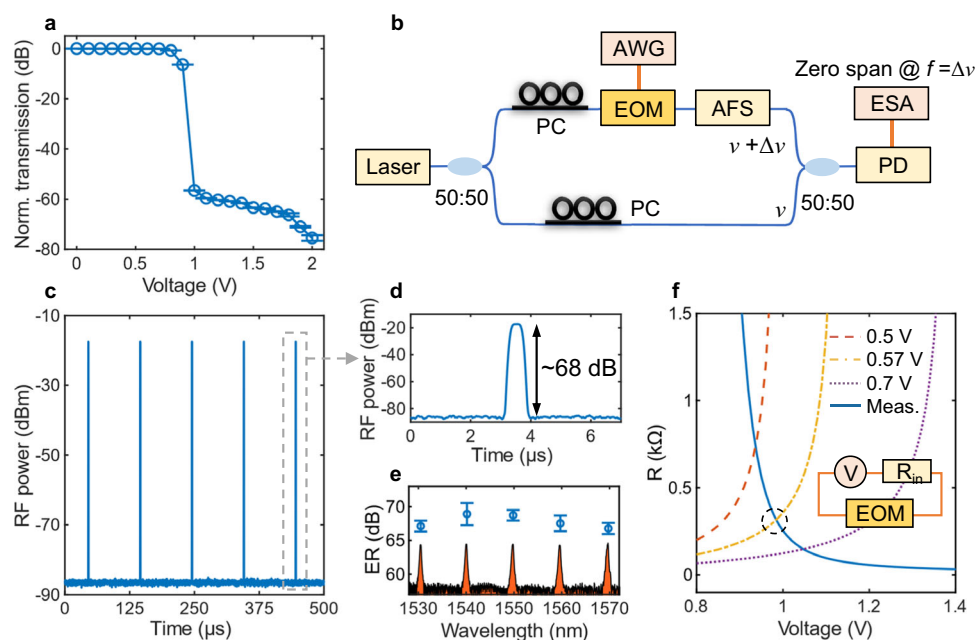 a
Norm. transmission (dB)
0
-20
-40
-60
-80
0
0.5
1
1.5
2
Voltage (V)
b
AWG
Zero span @ f =Δν
EOM
AFS
ESA
PC
ν +Δν
Laser
PD
50:50
PC
ν
50:50
c
RF power (dBm)
-10
-30
-50
-70
-90
0
125
250
375
500
Time (µs)
d
RF power (dBm)
-20
-40
-60
-80
~68 dB
0
2
4
6
Time (µs)
e
ER (dB)
70
65
60
1530
1540
1550
1560
1570
Wavelength (nm)
f
R (kΩ)
1.5
1
0.5
0
0.5 V
0.57 V
0.7 V
Meas.
V
Rin
EOM
0.8
1
1.2
1.4
Voltage (V)